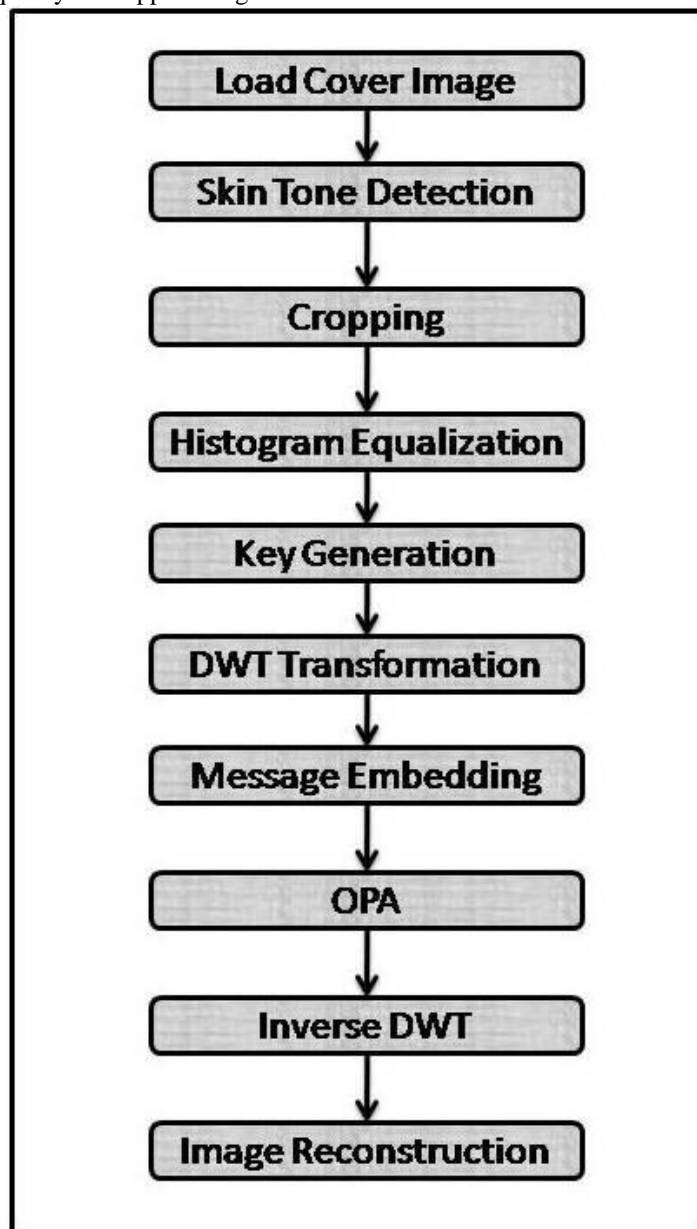 Load Cover Image
Skin Tone Detection
Cropping
Histogram Equalization
Key Generation
DWT Transformation
Message Embedding
OPA
Inverse DWT
Image Reconstruction